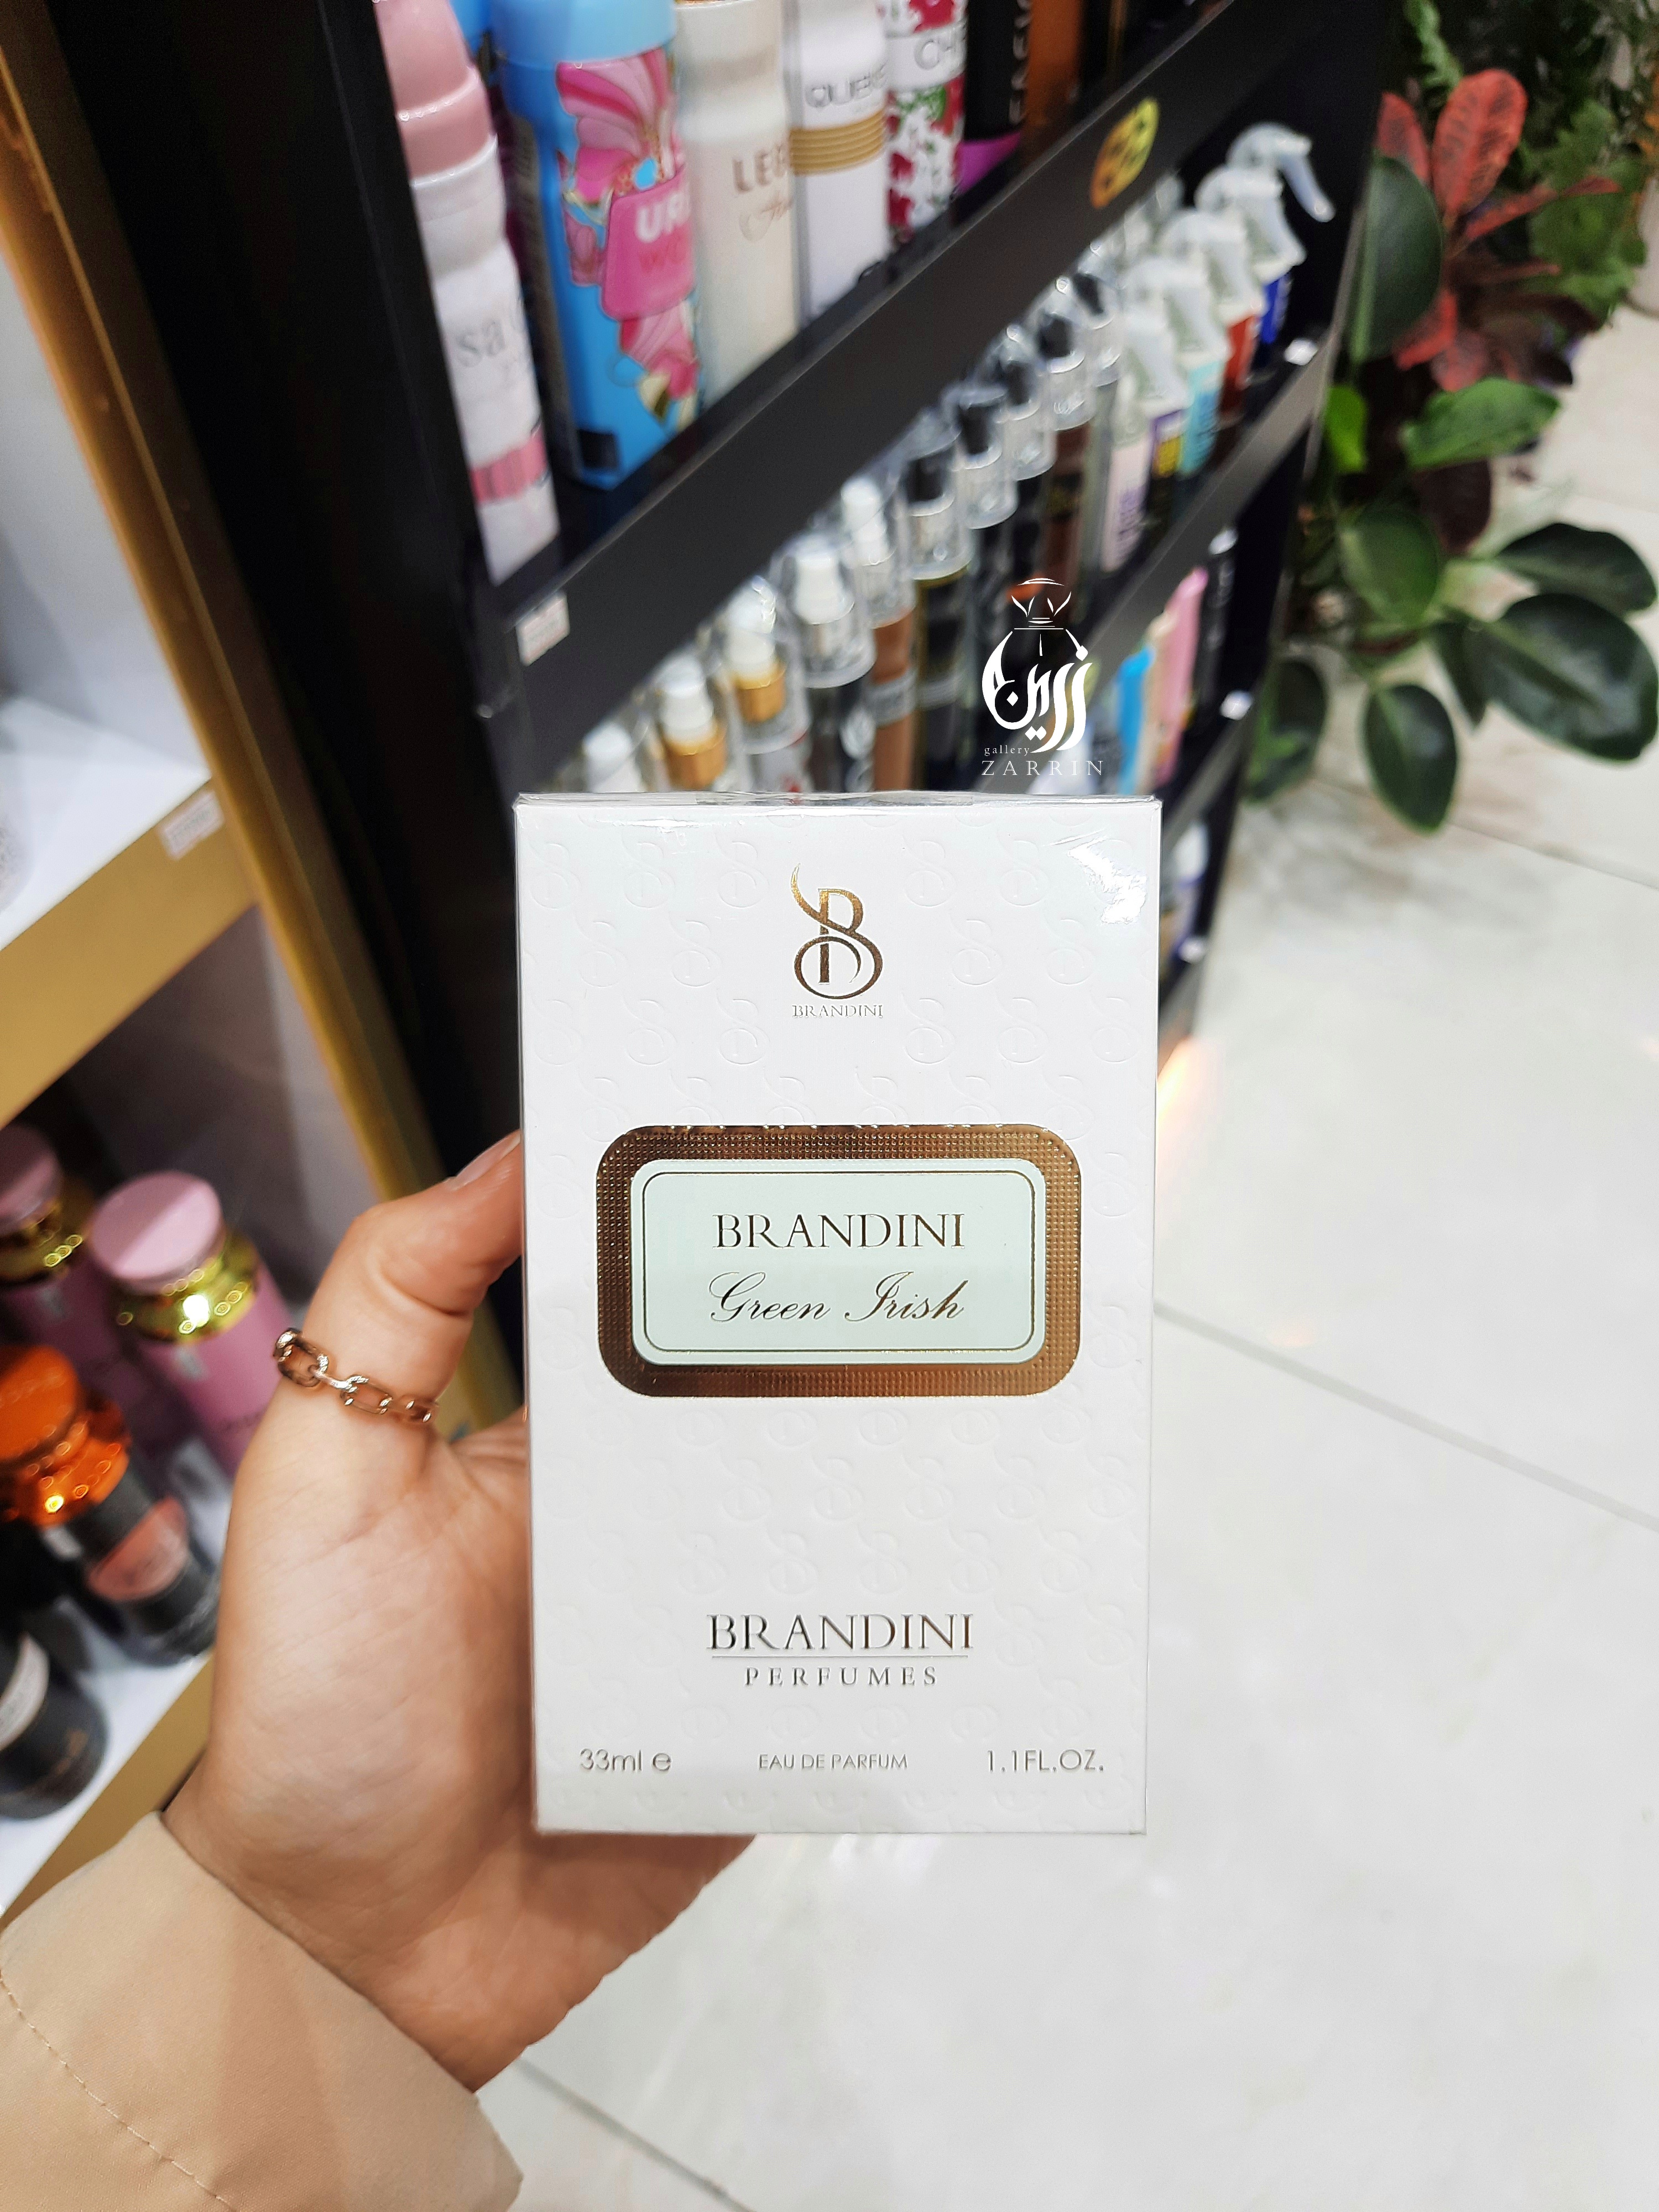 زرین
gallery
ZARRIN
BRANDINI
BRANDINI
Green Irish
BRANDINI
PERFUMES
33ml e
EAU DE PARFUM
1.1FL.OZ.